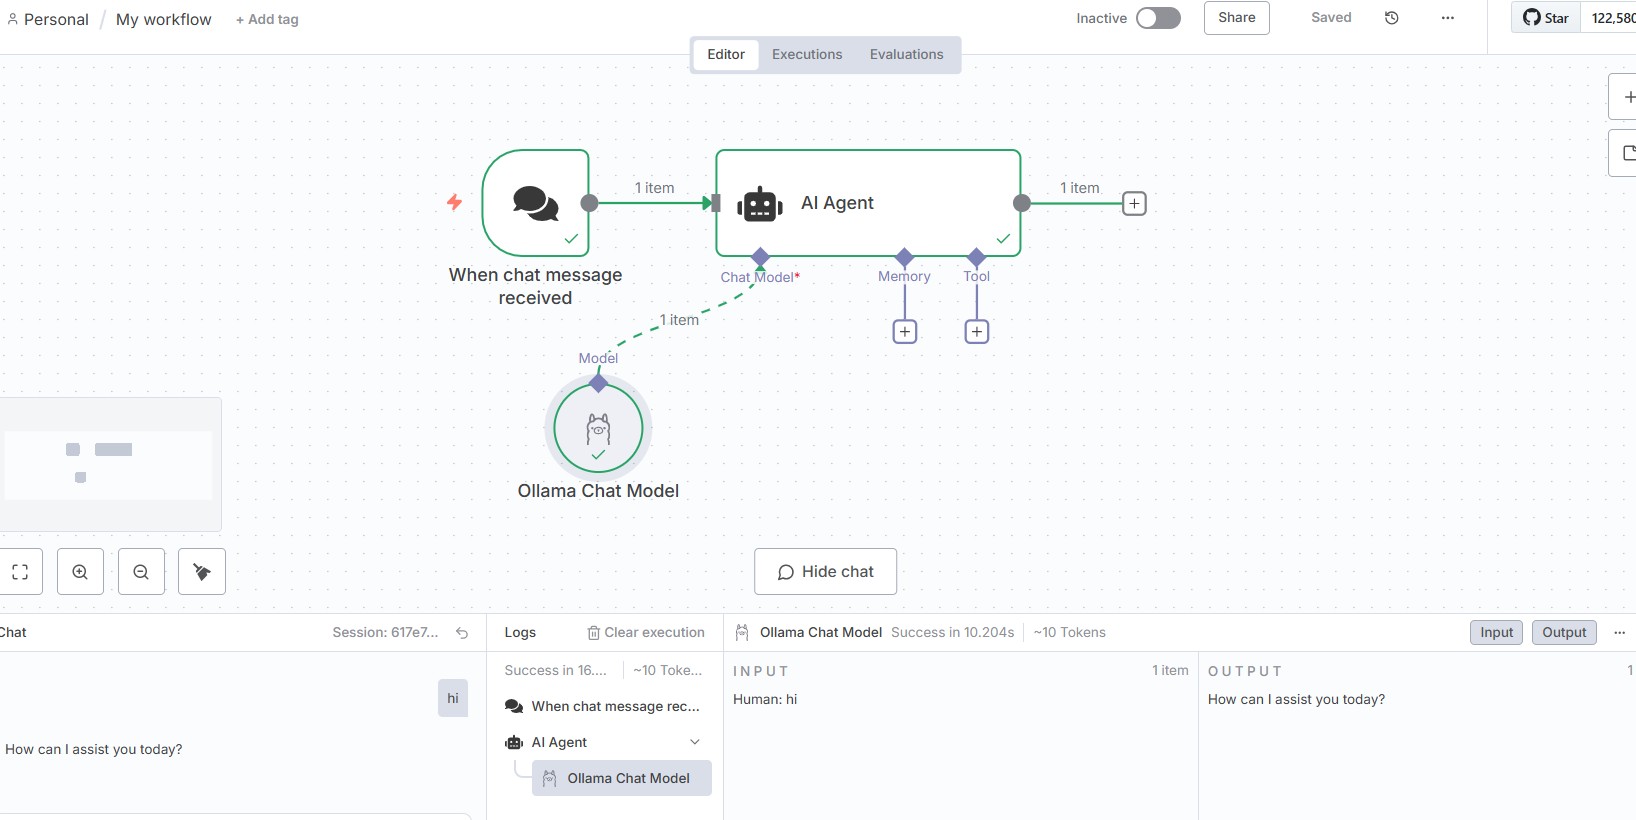 Personal / My workflow + Add tag
Inactive Share Saved ... Star 122,580
Editor Executions Evaluations
1 item
AI Agent
1 item
When chat message
received
Chat Model* Memory Tool
1 item
Model
Ollama Chat Model
Hide chat
Chat Session: 617e7...
hi
How can I assist you today?
Logs Clear execution
Success in 16.... ~10 Toke...
When chat message rec...
AI Agent
Ollama Chat Model
Ollama Chat Model Success in 10.204s ~10 Tokens Input Output ...
INPUT 1 item
Human: hi
OUTPUT 1
How can I assist you today?